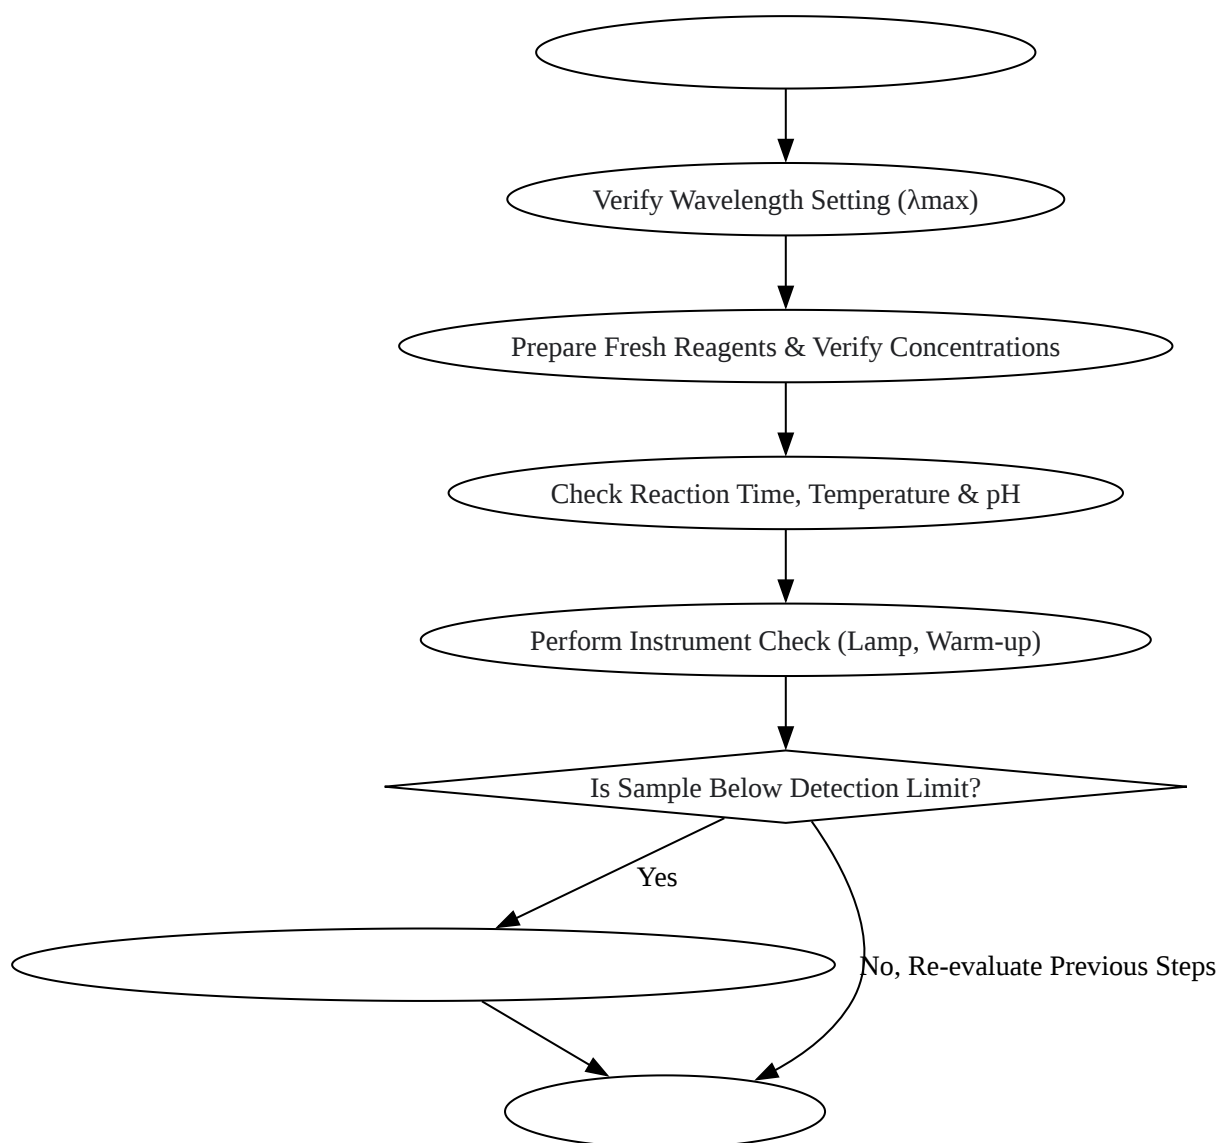 Verify Wavelength Setting (λmax)
Prepare Fresh Reagents & Verify Concentrations
Check Reaction Time, Temperature & pH
Perform Instrument Check (Lamp, Warm-up)
Is Sample Below Detection Limit?
Yes
No, Re-evaluate Previous Steps